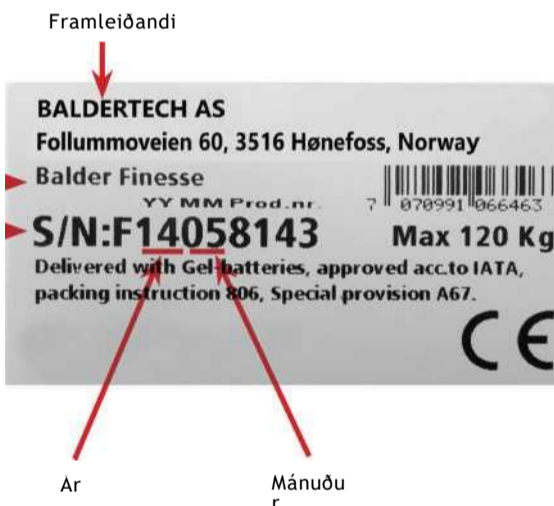 Framleiðandi
BALDERTECH AS
Follummoveien 60, 3516 Hønefoss, Norway
Balder Finesse
YY MM Prod.nr.
7 070991 066463
S/N:F14058143
Max 120 Kg
Delivered with Gel-batteries, approved acc.to IATA,
packing instruction 806, Special provision A67.
CE
Ar
Mánuðu
r